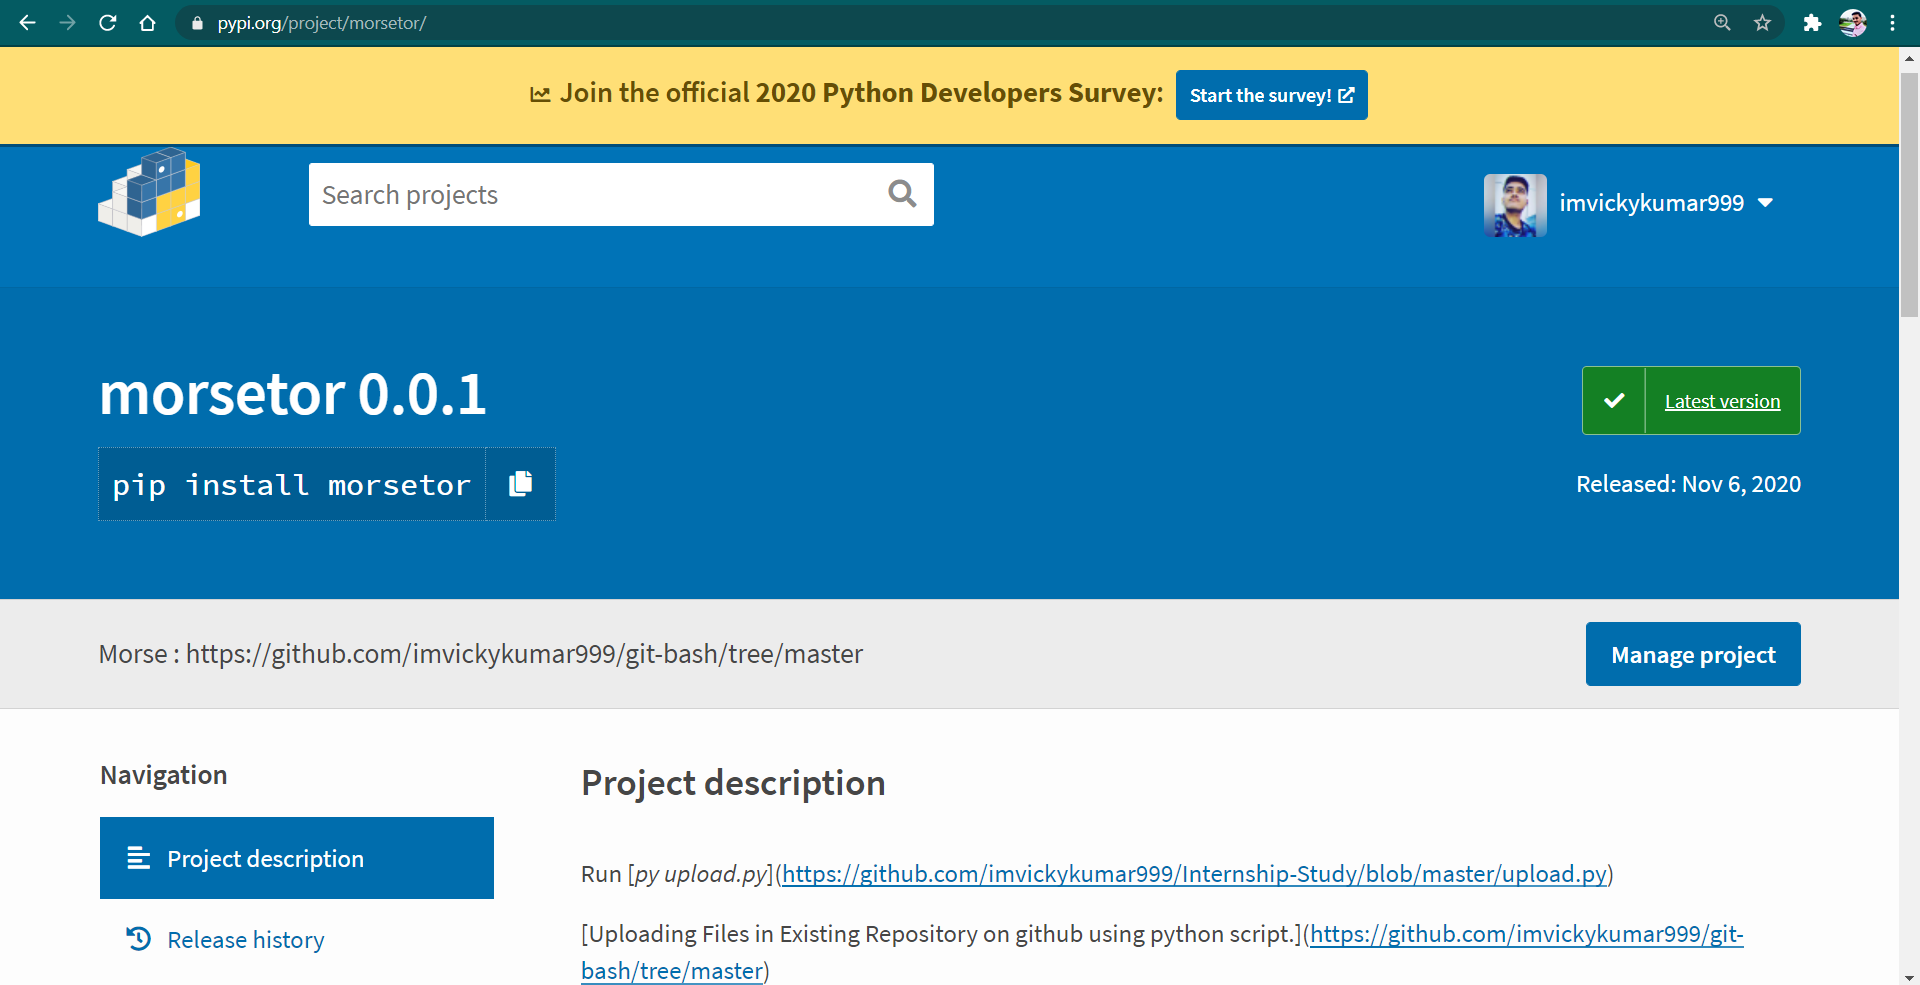 pypi.org/project/morsetor/
Join the official 2020 Python Developers Survey: Start the survey!
Search projects
imvickykumar999
morsetor 0.0.1
Latest version
pip install morsetor
Released: Nov 6, 2020
Morse : https://github.com/imvickykumar999/git-bash/tree/master
Manage project
Navigation
Project description
Release history
Project description
Run [py upload.py](https://github.com/imvickykumar999/Internship-Study/blob/master/upload.py)
[Uploading Files in Existing Repository on github using python script.](https://github.com/imvickykumar999/git-
bash/tree/master)